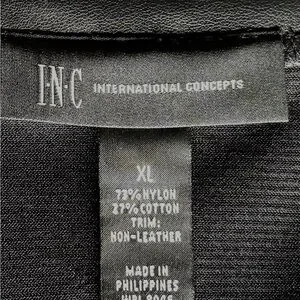 I·N·C INTERNATIONAL CONCEPTS
XL
73% NYLON
27% COTTON
TRIM:
NON-LEATHER
MADE IN
PHILIPPINES